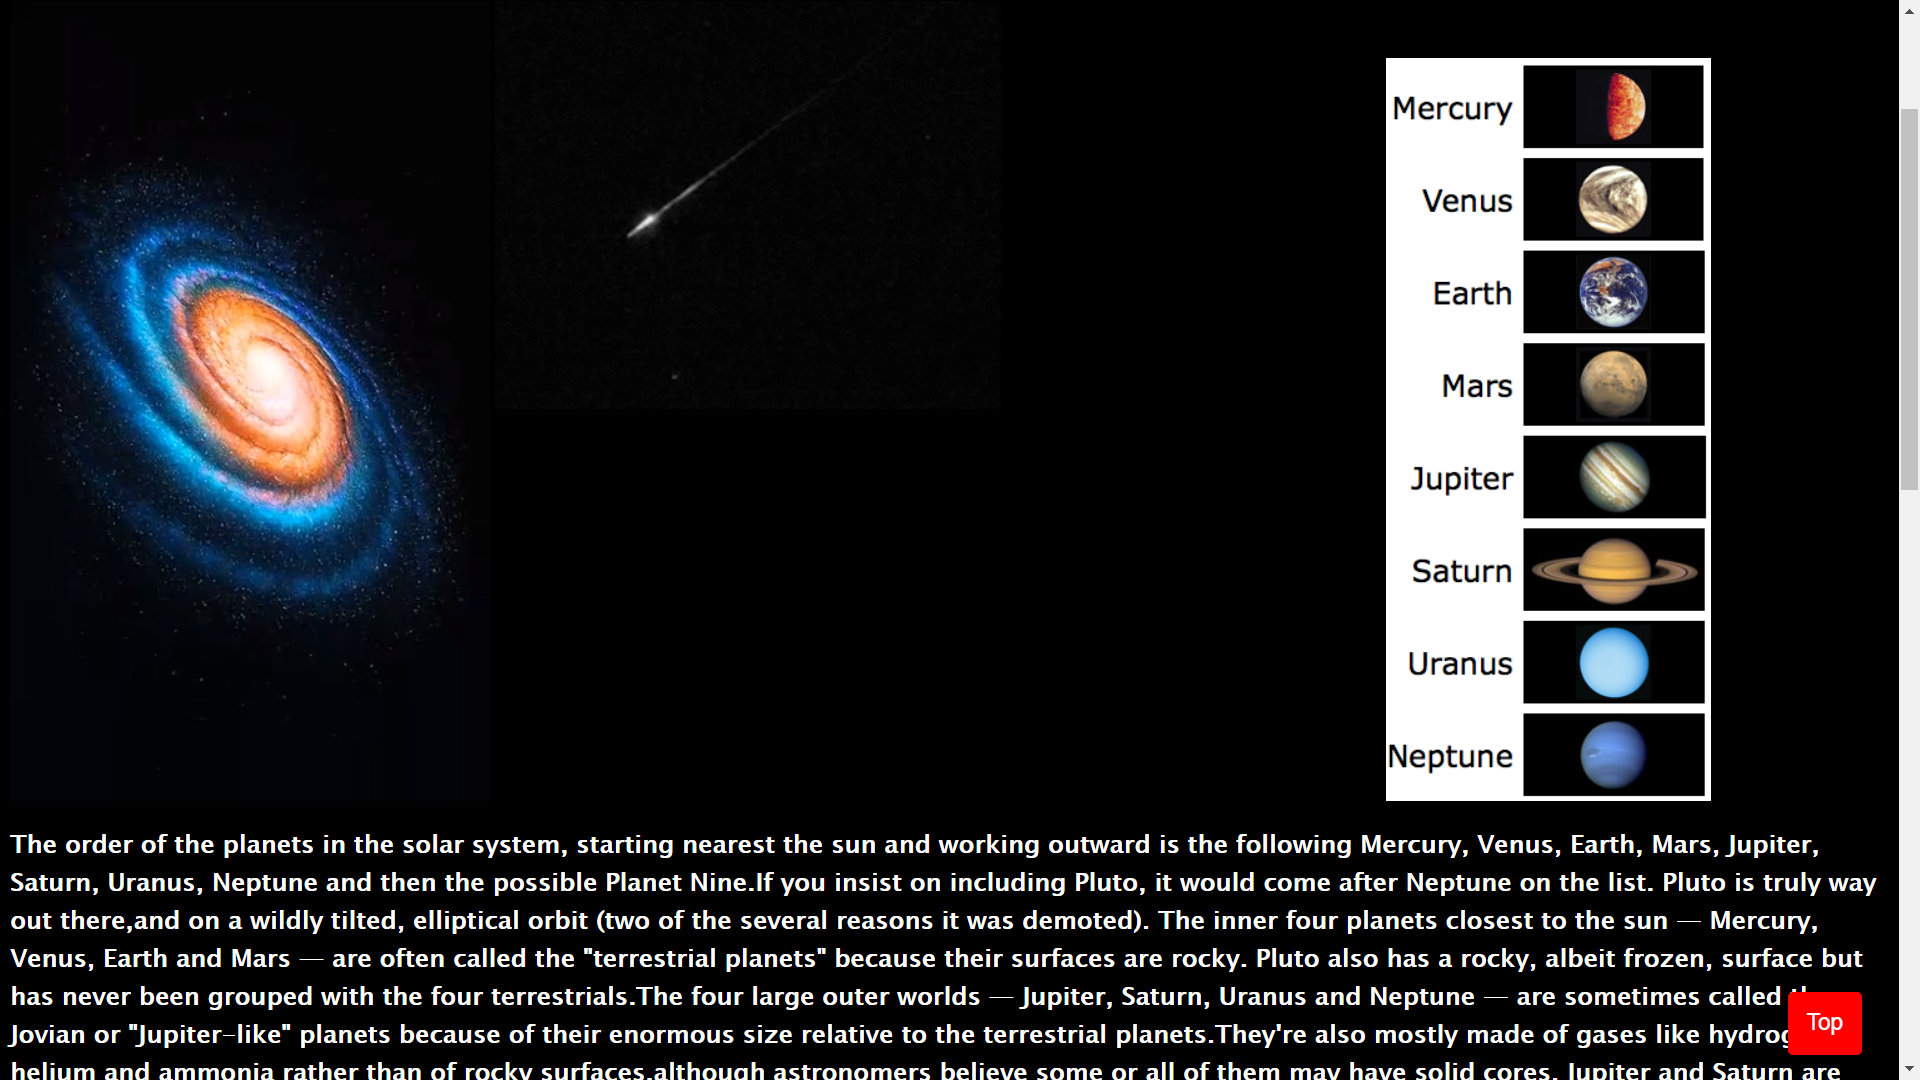 Mercury
Venus
Earth
Mars
Jupiter
Saturn
Uranus
Neptune
The order of the planets in the solar system, starting nearest the sun and working outward is the following Mercury, Venus, Earth, Mars, Jupiter,
Saturn, Uranus, Neptune and then the possible Planet Nine.If you insist on including Pluto, it would come after Neptune on the list. Pluto is truly way
out there,and on a wildly tilted, elliptical orbit (two of the several reasons it was demoted). The inner four planets closest to the sun — Mercury,
Venus, Earth and Mars — are often called the "terrestrial planets" because their surfaces are rocky. Pluto also has a rocky, albeit frozen, surface but
has never been grouped with the four terrestrials.The four large outer worlds — Jupiter, Saturn, Uranus and Neptune — are sometimes called
Jovian or "Jupiter-like" planets because of their enormous size relative to the terrestrial planets.They're also mostly made of gases like
helium and ammonia rather than of rocky surfaces,although astronomers believe some or all of them may have solid cores. Jupiter and Saturn are
Top